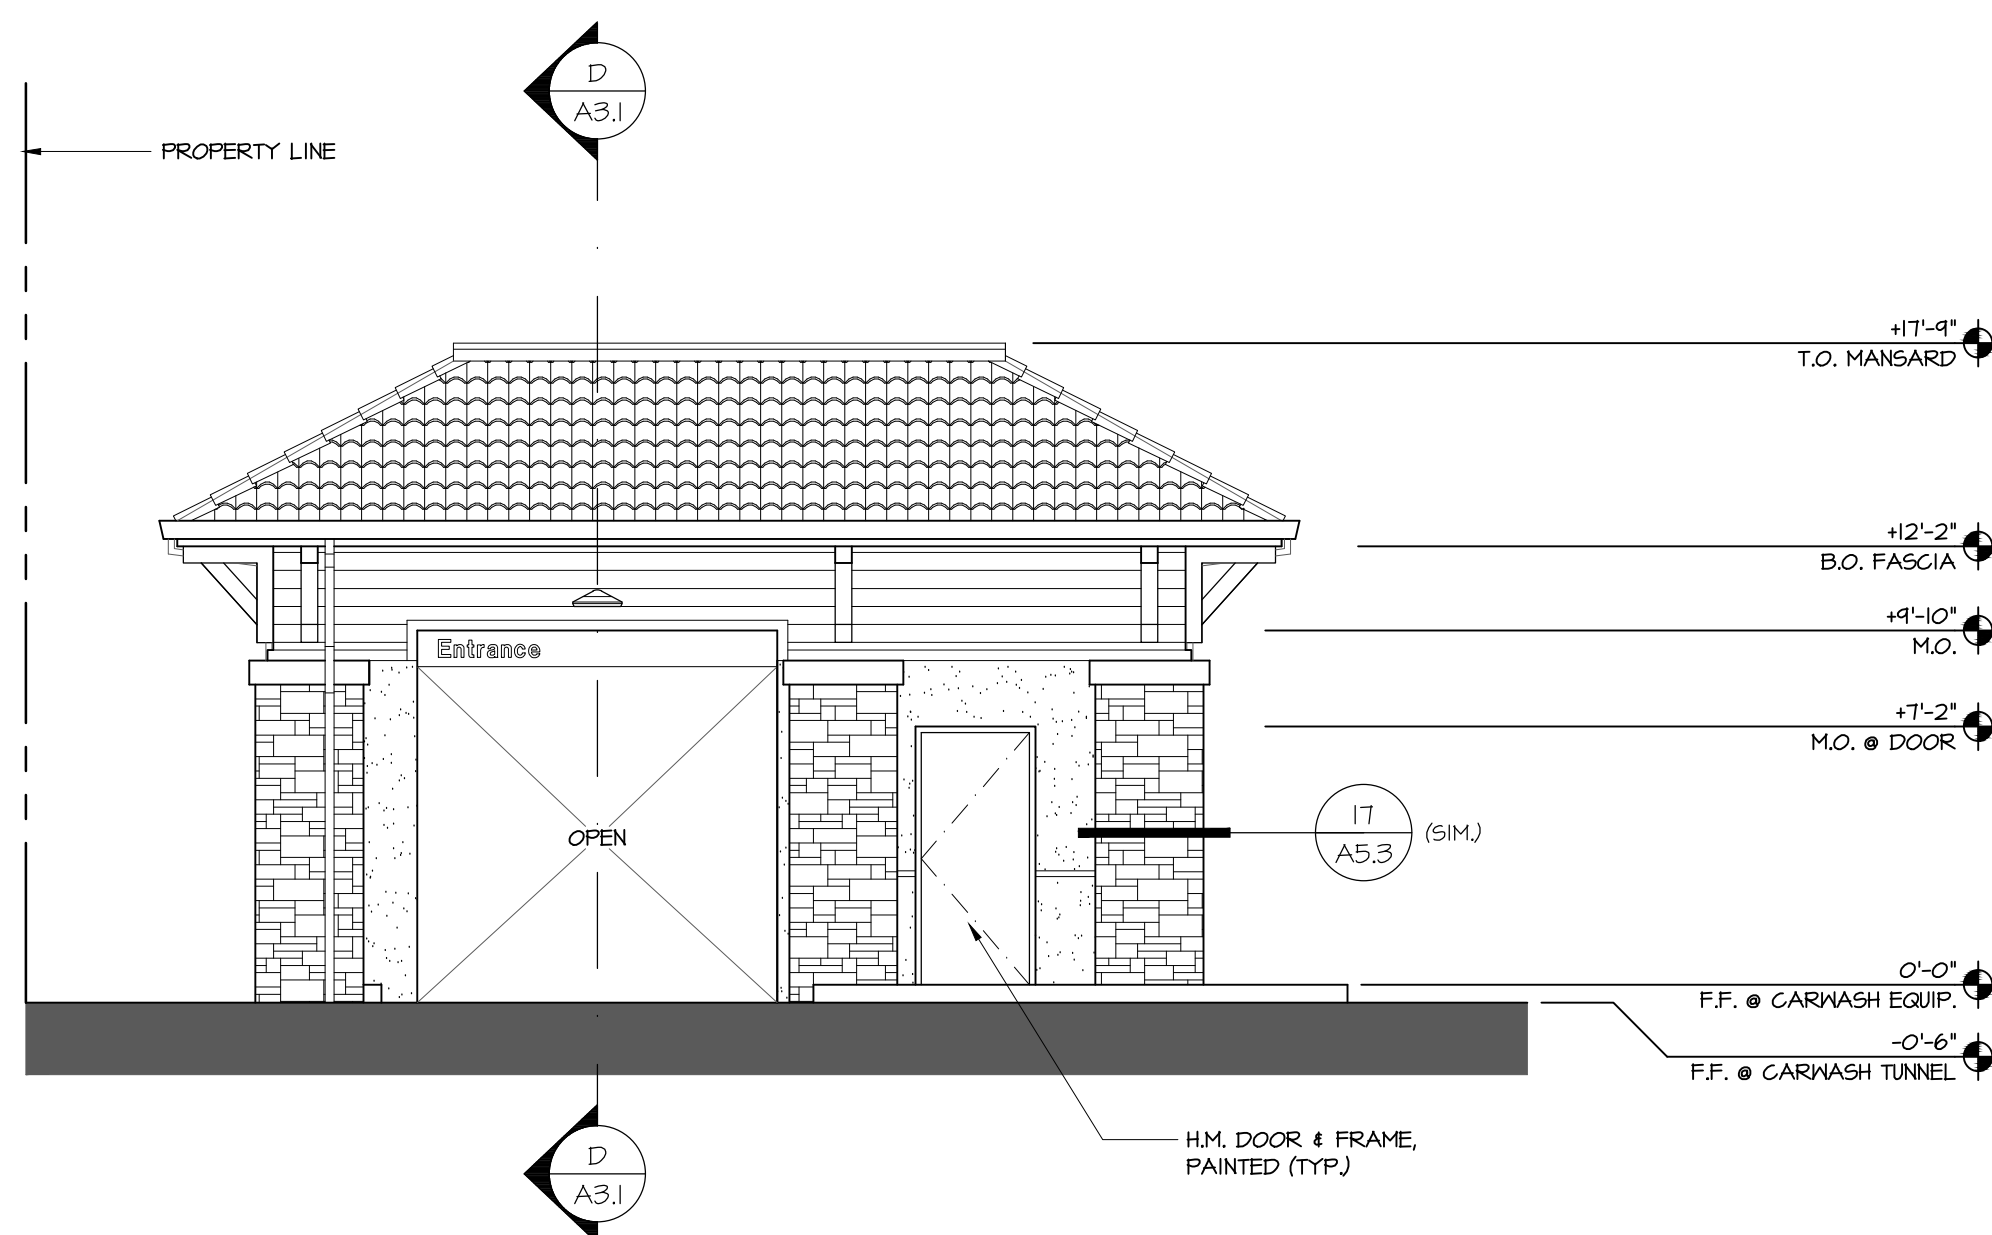 D
A3.1
PROPERTY LINE
+17'-9"
T.O. MANSARD
+12'-2"
B.O. FASCIA
+9'-10"
M.O.
Entrance
+7'-2"
M.O. @ DOOR
17
A5.3
(SIM.)
OPEN
0'-0"
F.F. @ CARWASH EQUIP.
-0'-6"
F.F. @ CARWASH TUNNEL
H.M. DOOR & FRAME,
PAINTED (TYP.)
D
A3.1